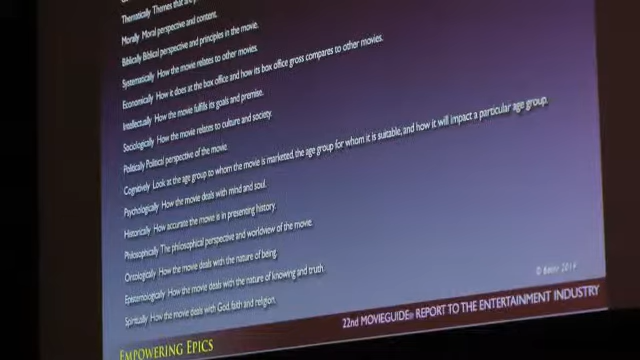 Thematically Themes that are
Morally Moral perspective and content.
Biblically Biblical perspective and principles in the movie.
Systematically How the movie relates to other movies.
Economically How it does at the box office and how its box office gross compares to other movies.
Intellectually How the movie fulfills its goals and premise.
Sociologically How the movie relates to culture and society.
Politically Political perspective of the movie.
Cognitively Look at the age group to whom the movie is marketed, the age group for whom it is suitable, and how it will impact a particular age group.
Psychologically How the movie deals with mind and soul.
Historically How accurate the movie is in presenting history.
Philosophically The philosophical perspective and worldview of the movie.
Ontologically How the movie deals with the nature of being.
Epistemologically How the movie deals with the nature of knowing and truth.
Spiritually How the movie deals with God, faith and religion.
© Baehr 2014
22nd MOVIEGUIDE® REPORT TO THE ENTERTAINMENT INDUSTRY
EMPOWERING EPICS